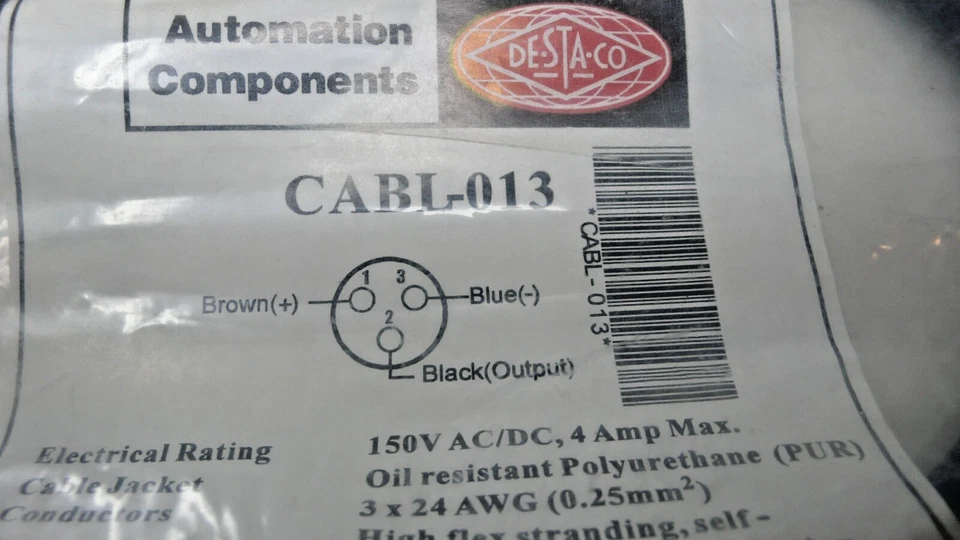 Automation
Components
DE-STA-CO
CABL-013
*CABL-013*
1 3
Brown(+) Blue(-)
2
Black(Output)
Electrical Rating 150V AC/DC, 4 Amp Max.
Cable Jacket Oil resistant Polyurethane (PUR)
Conductors 3 x 24 AWG (0.25mm²)
High flex stranding, self-